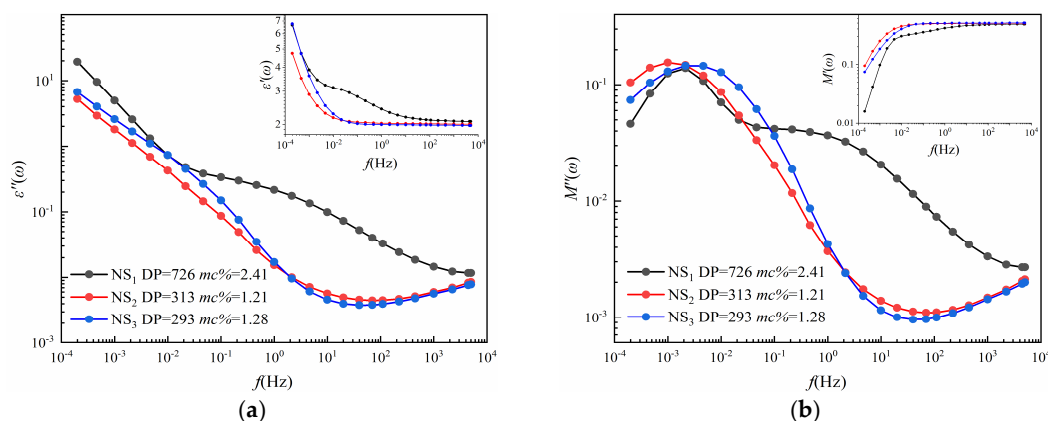 10¹
10⁻¹
10⁻³
ε''(ω)
10⁻⁴ 10⁻³ 10⁻² 10⁻¹ 10⁰ 10¹ 10² 10³ 10⁴
f(Hz)
NS₁ DP=726 mc%=2.41
NS₂ DP=313 mc%=1.21
NS₃ DP=293 mc%=1.28
7
6
5
4
3
2
ε'(ω)
10⁻⁴ 10⁻² 10⁰ 10² 10⁴
f(Hz)
(a)
10⁻¹
10⁻²
10⁻³
M''(ω)
10⁻⁴ 10⁻³ 10⁻² 10⁻¹ 10⁰ 10¹ 10² 10³ 10⁴
f(Hz)
NS₁ DP=726 mc%=2.41
NS₂ DP=313 mc%=1.21
NS₃ DP=293 mc%=1.28
0.1
0.01
M'(ω)
10⁻⁴ 10⁻² 10⁰ 10² 10⁴
f(Hz)
(b)